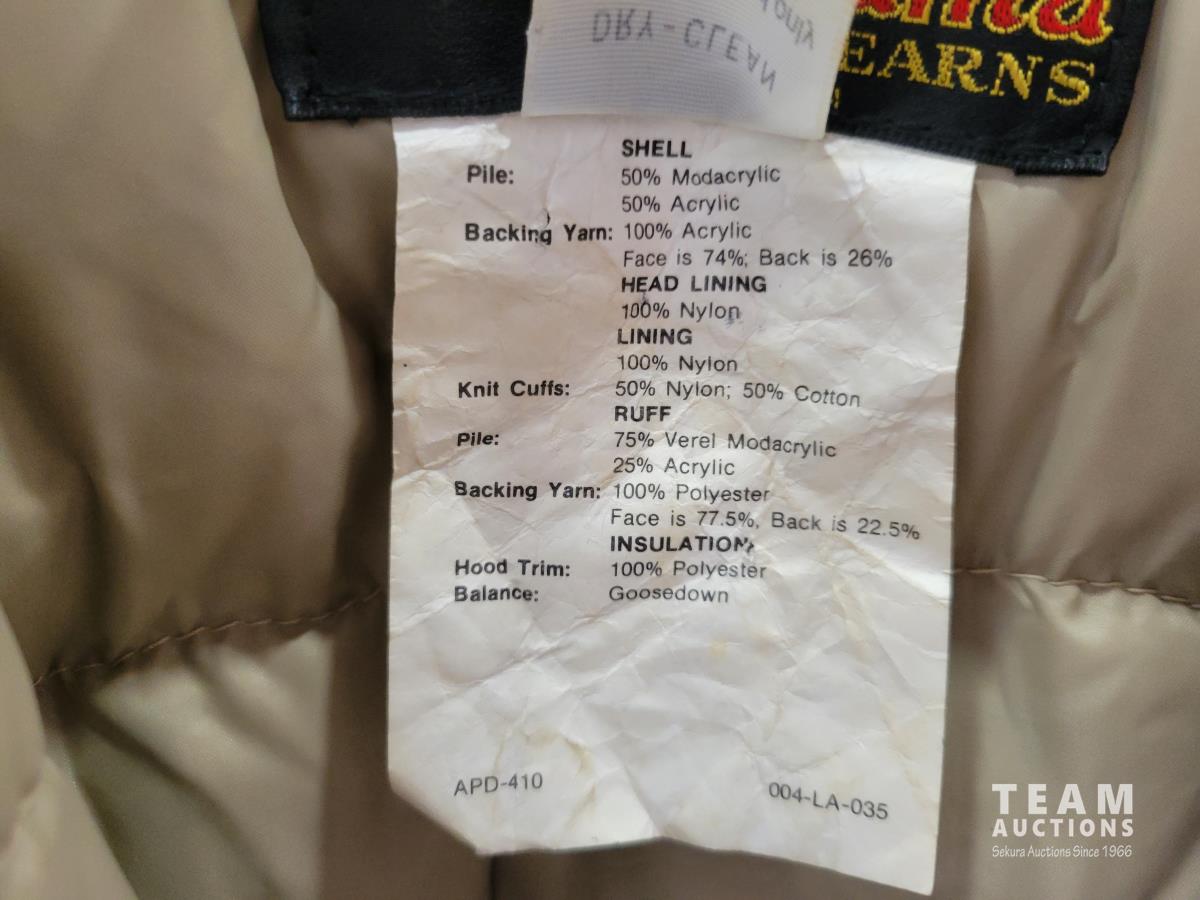 EARNS
DRY-CLEAN
only
SHELL
Pile: 50% Modacrylic
50% Acrylic
Backing Yarn: 100% Acrylic
Face is 74%; Back is 26%
HEAD LINING
100% Nylon
LINING
100% Nylon
Knit Cuffs: 50% Nylon; 50% Cotton
RUFF
Pile: 75% Verel Modacrylic
25% Acrylic
Backing Yarn: 100% Polyester
Face is 77.5%, Back is 22.5%
INSULATION
Hood Trim: 100% Polyester
Balance: Goosedown
APD-410 004-LA-035
TEAM
AUCTIONS
Sekura Auctions Since 1966